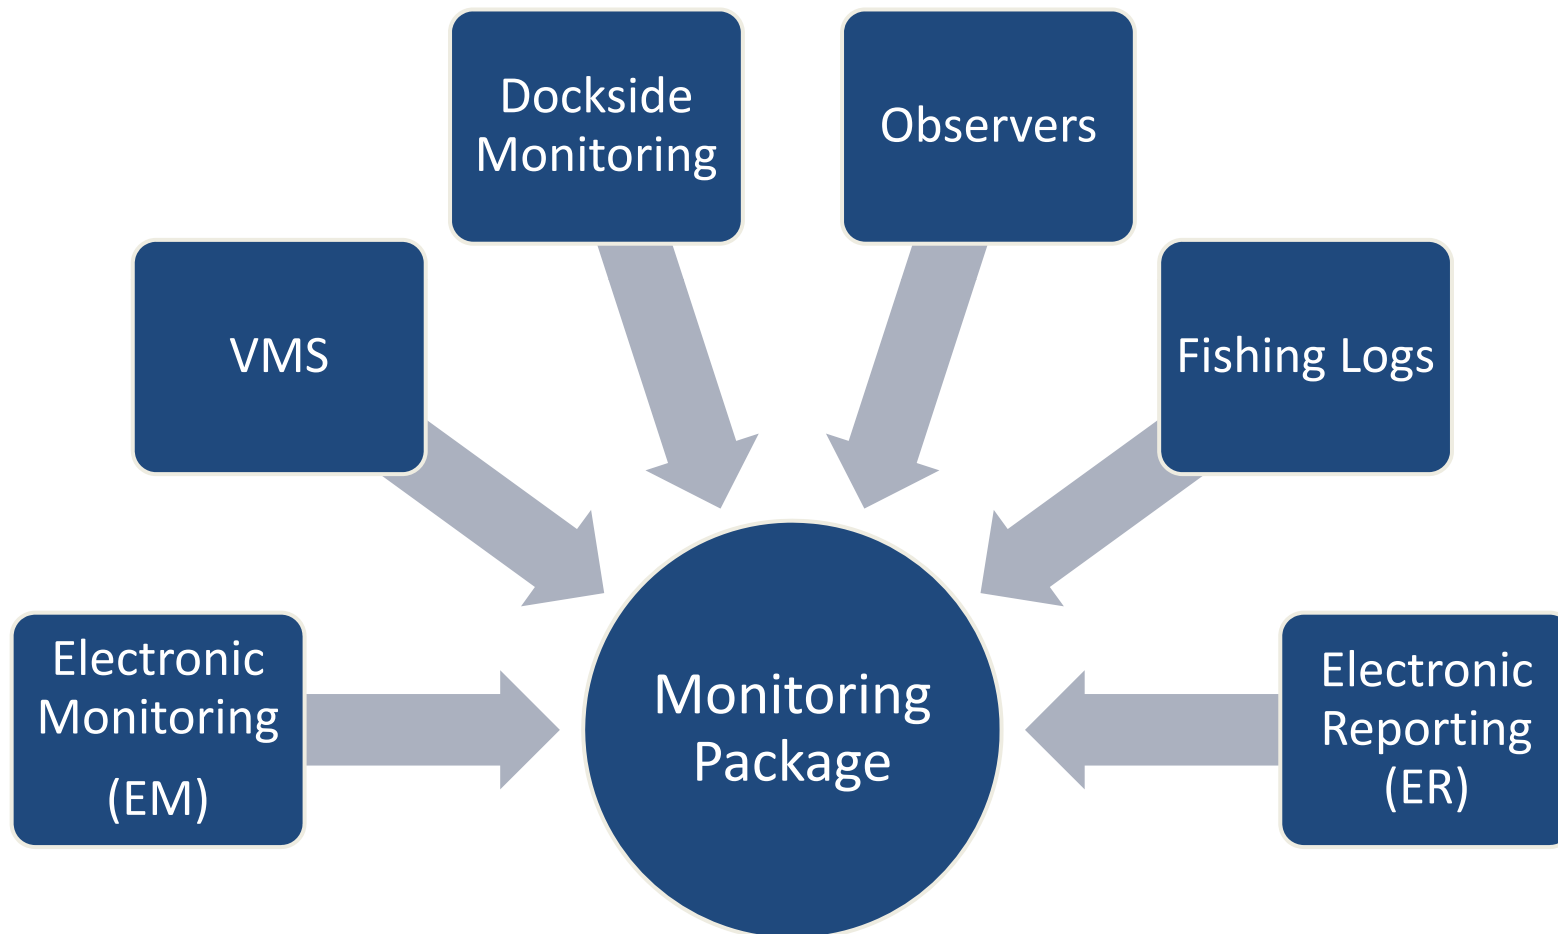 Dockside
Monitoring
Observers
VMS
Fishing Logs
Electronic
Monitoring
(EM)
Monitoring
Package
Electronic
Reporting
(ER)